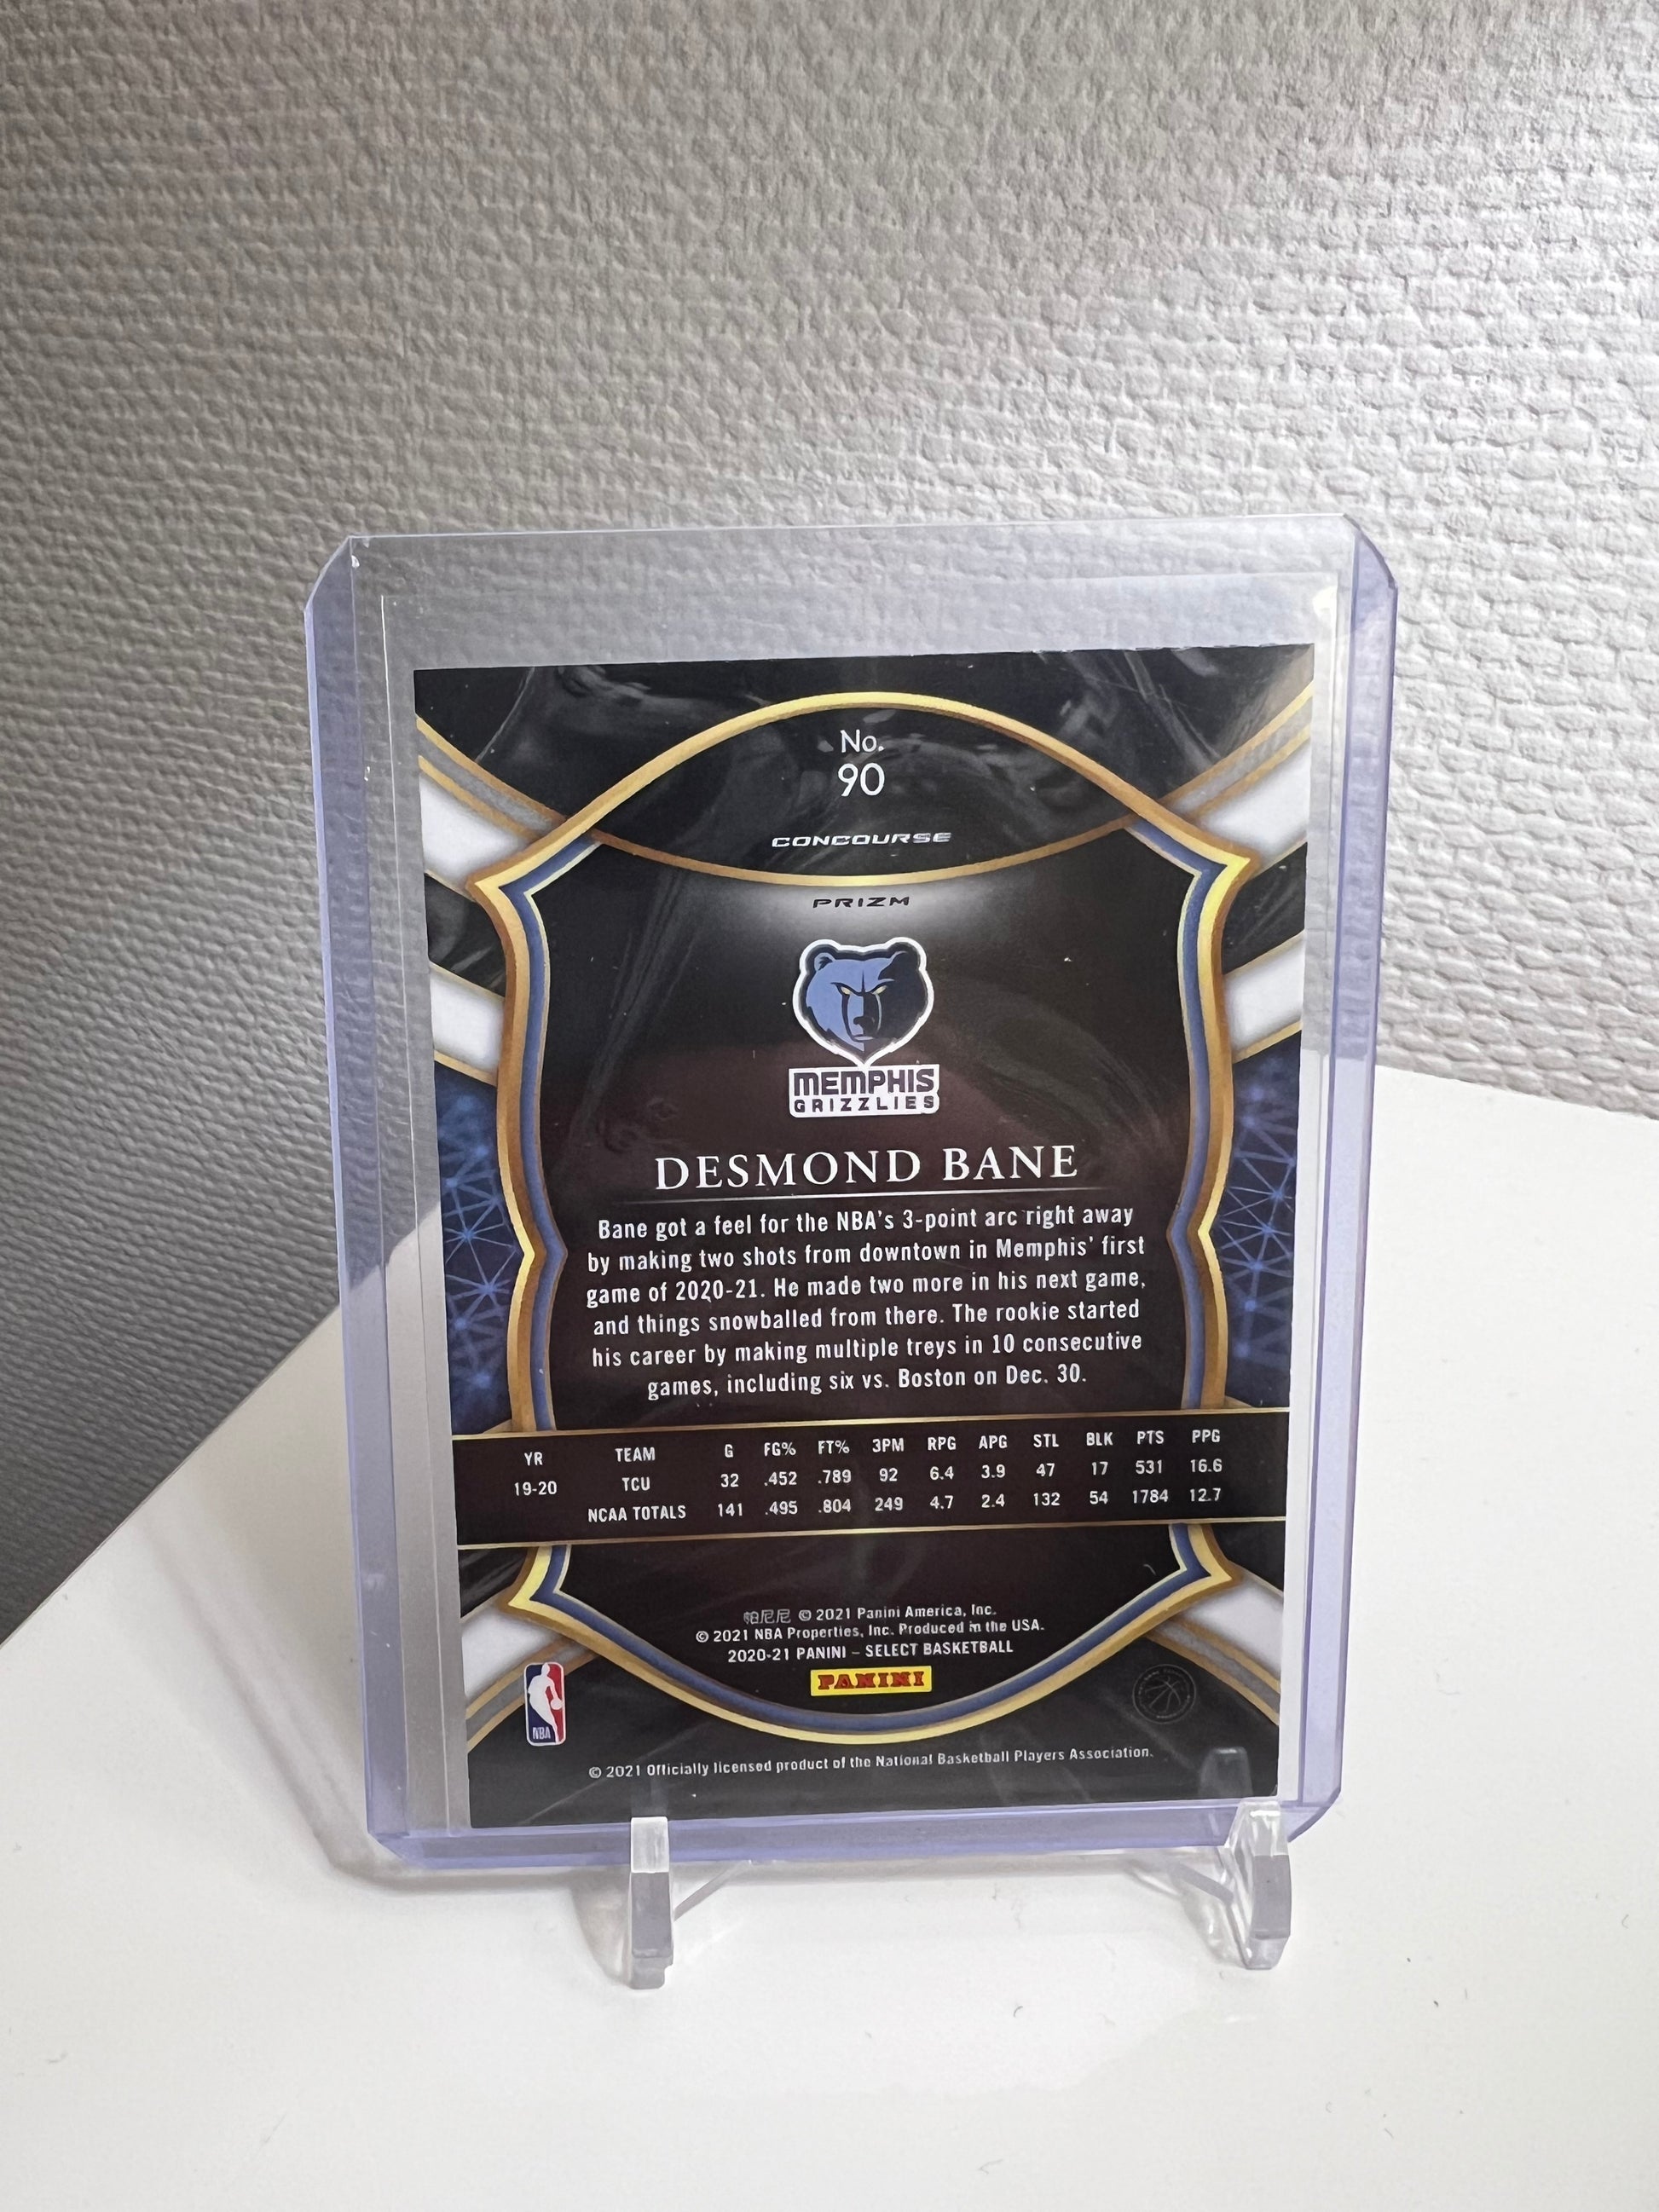 No.
90
CONCOURSE
PRIZM
MEMPHIS
GRIZZLIES
DESMOND BANE
Bane got a feel for the NBA's 3-point arc right away
by making two shots from downtown in Memphis' first
game of 2020-21. He made two more in his next game,
and things snowballed from there. The rookie started
his career by making multiple treys in 10 consecutive
games, including six vs. Boston on Dec. 30.
YR TEAM G FG% FT% 3PM RPG APG STL BLK PTS PPG
19-20 TCU 32 .452 .789 92 6.4 3.9 47 17 531 16.6
NCAA TOTALS 141 .495 .804 249 4.7 2.4 132 54 1784 12.7
帕尼尼 © 2021 Panini America, Inc.
© 2021 NBA Properties, Inc. Produced in the USA.
2020-21 PANINI – SELECT BASKETBALL
PANINI
NBA
© 2021 Officially licensed product of the National Basketball Players Association.